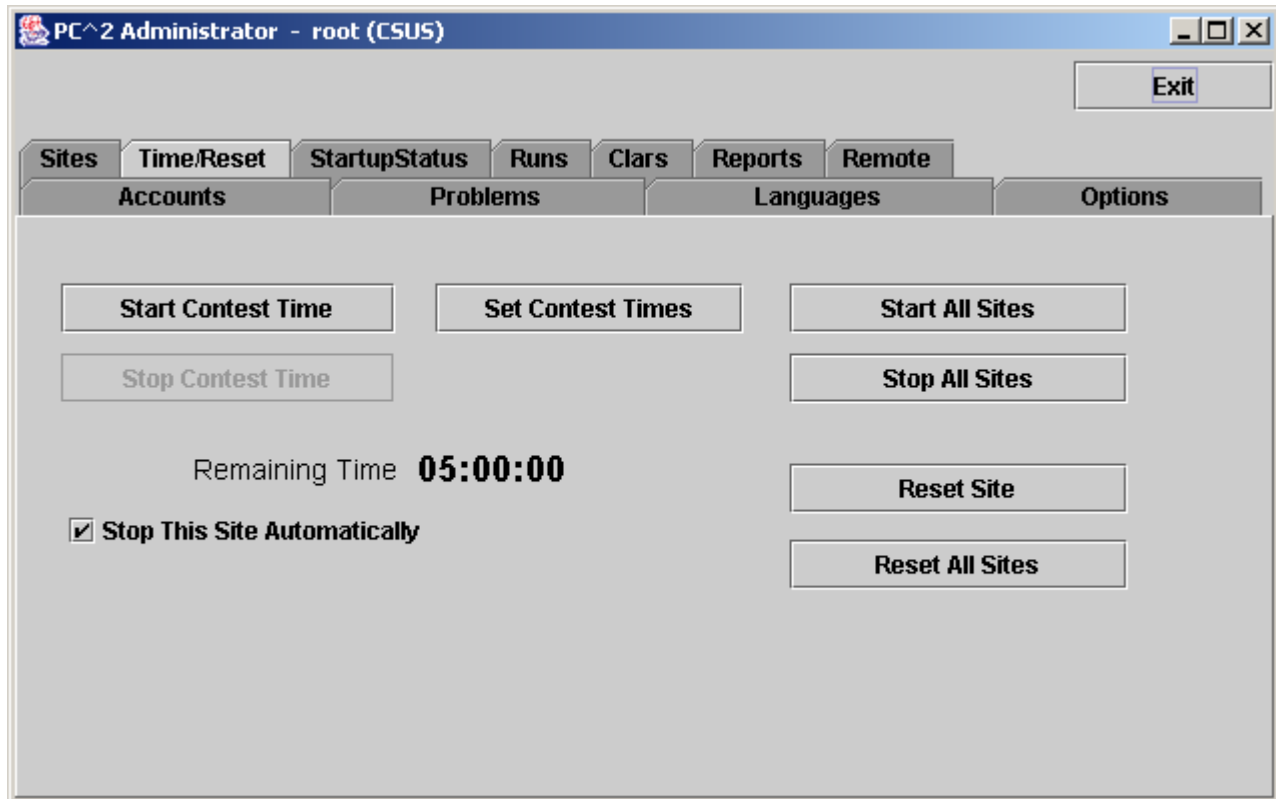 PC^2 Administrator - root (CSUS)
Exit
Sites Time/Reset StartupStatus Runs Clars Reports Remote
Accounts Problems Languages Options
Start Contest Time Set Contest Times Start All Sites
Stop Contest Time Stop All Sites
Remaining Time 05:00:00
Reset Site
Stop This Site Automatically
Reset All Sites